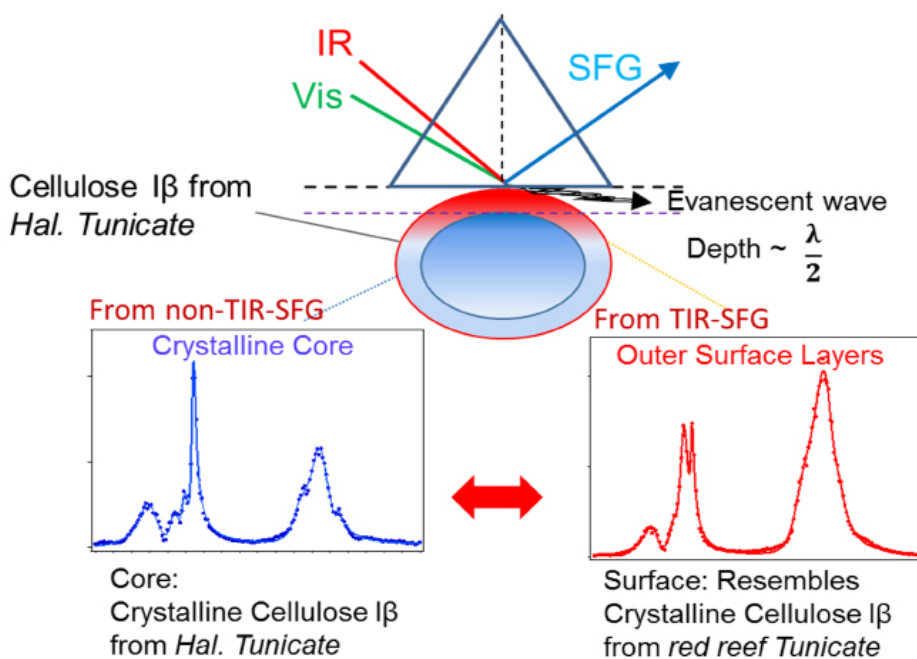 IR
Vis
SFG
Cellulose Iβ from
Hal. Tunicate
Evanescent wave
Depth ~ λ/2
From non-TIR-SFG
Crystalline Core
From TIR-SFG
Outer Surface Layers
Core:
Crystalline Cellulose Iβ
from Hal. Tunicate
Surface: Resembles
Crystalline Cellulose Iβ
from red reef Tunicate